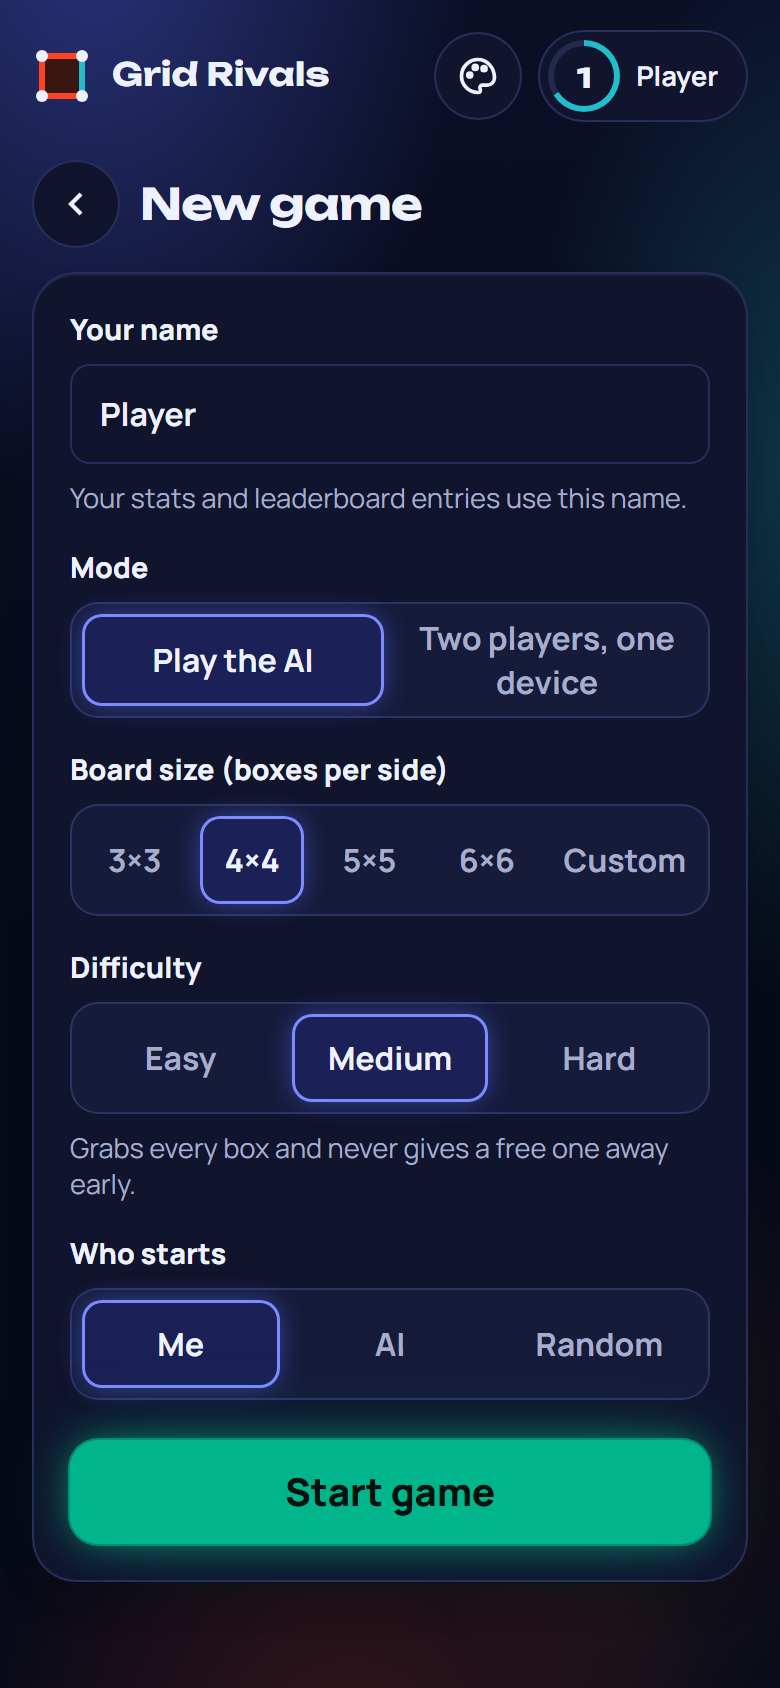 Grid Rivals
1 Player
New game
Your name
Player
Your stats and leaderboard entries use this name.
Mode
Play the AI
Two players, one
device
Board size (boxes per side)
3×3 4×4 5×5 6×6 Custom
Difficulty
Easy Medium Hard
Grabs every box and never gives a free one away
early.
Who starts
Me AI Random
Start game